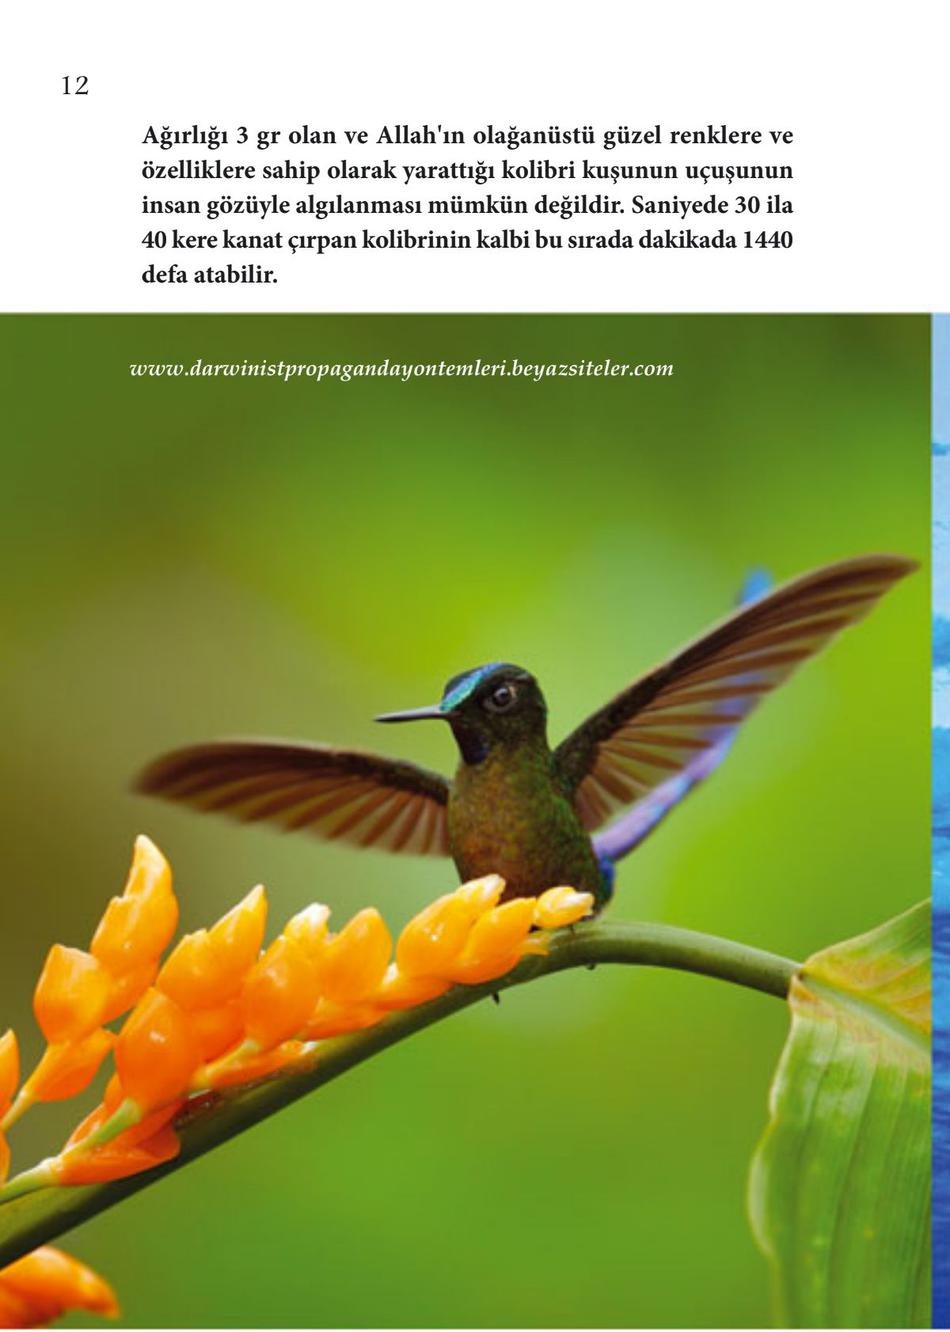 12
Ağırlığı 3 gr olan ve Allah'ın olağanüstü güzel renklere ve
özelliklere sahip olarak yarattığı kolibri kuşunun uçuşunun
insan gözüyle algılanması mümkün değildir. Saniyede 30 ila
40 kere kanat çırpan kolibrinin kalbi bu sırada dakikada 1440
defa atabilir.
www.darwinistpropagandayontemleri.beyazsiteler.com